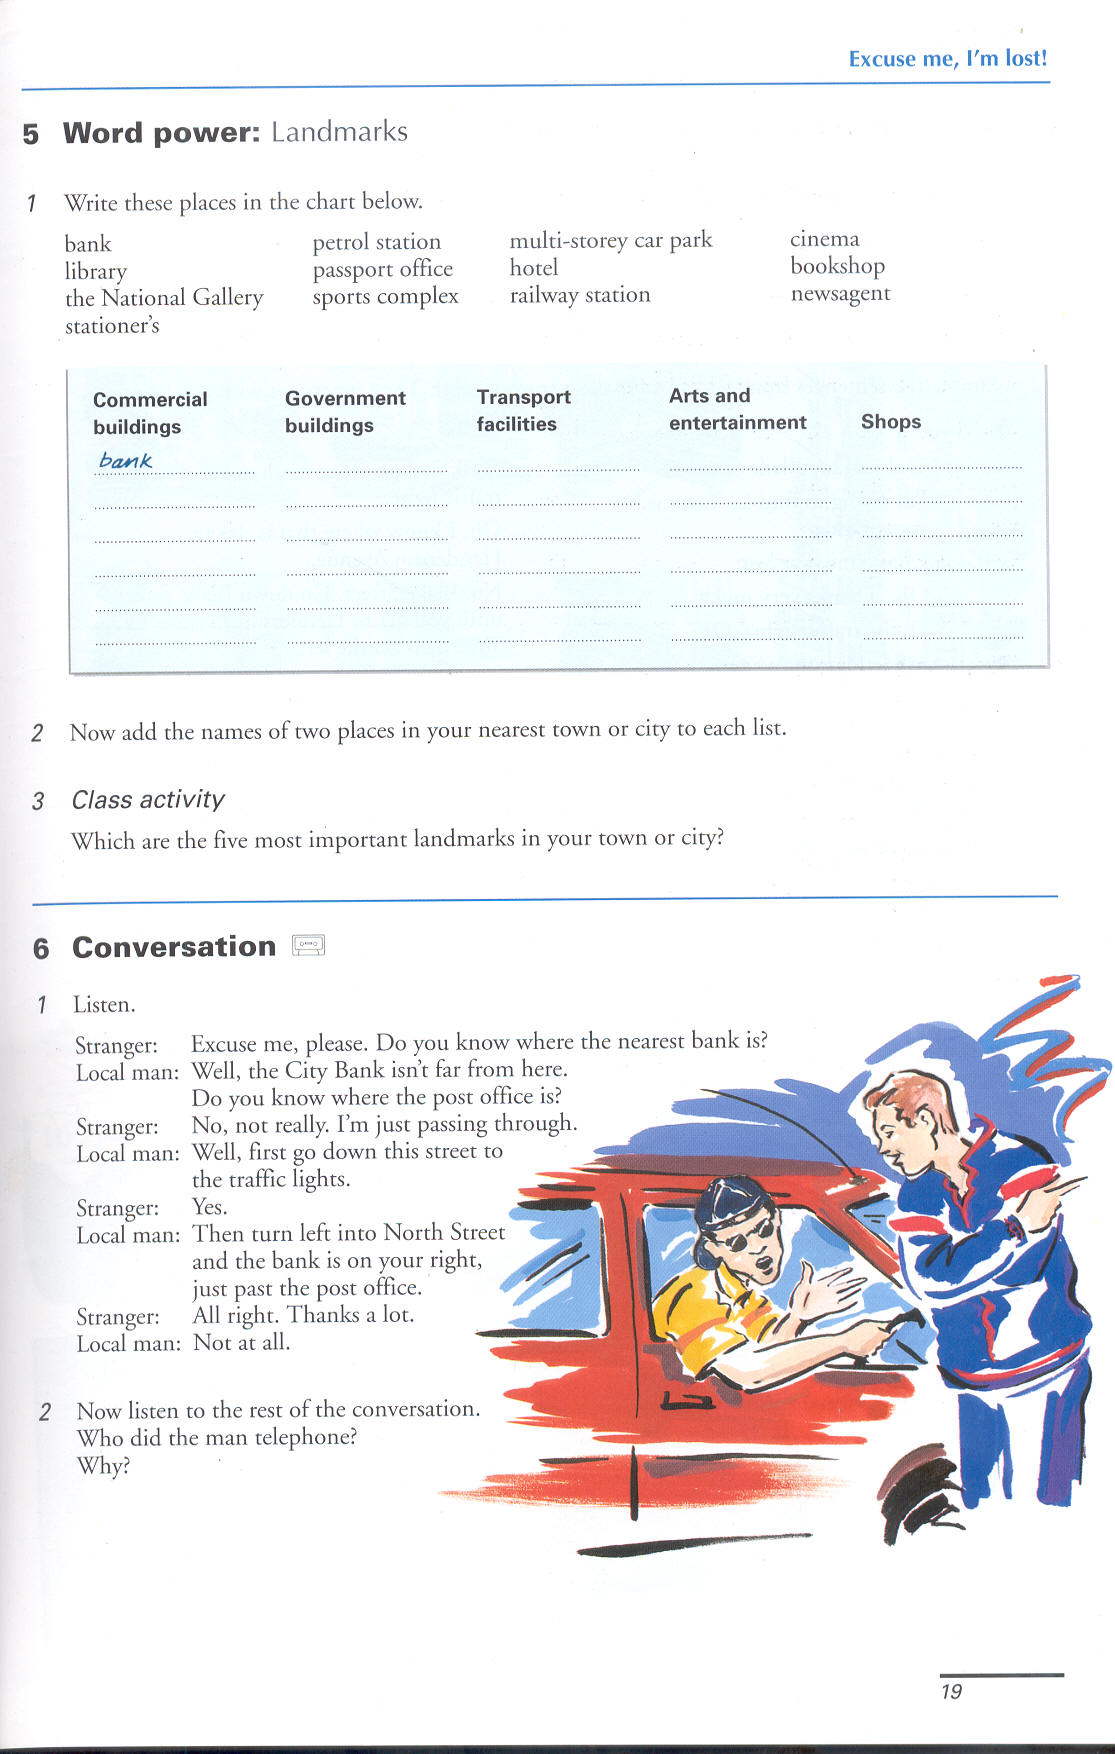 Excuse me, I'm lost!
5 Word power: Landmarks
1 Write these places in the chart below.
bank petrol station multi-storey car park cinema
library passport office hotel bookshop
the National Gallery sports complex railway station newsagent
stationer's
Commercial buildings Government buildings Transport facilities Arts and entertainment Shops
bank
2 Now add the names of two places in your nearest town or city to each list.
3 Class activity
Which are the five most important landmarks in your town or city?
6 Conversation
1 Listen.
Stranger: Excuse me, please. Do you know where the nearest bank is?
Local man: Well, the City Bank isn't far from here.
Do you know where the post office is?
Stranger: No, not really. I'm just passing through.
Local man: Well, first go down this street to
the traffic lights.
Stranger: Yes.
Local man: Then turn left into North Street
and the bank is on your right,
just past the post office.
Stranger: All right. Thanks a lot.
Local man: Not at all.
2 Now listen to the rest of the conversation.
Who did the man telephone?
Why?
19